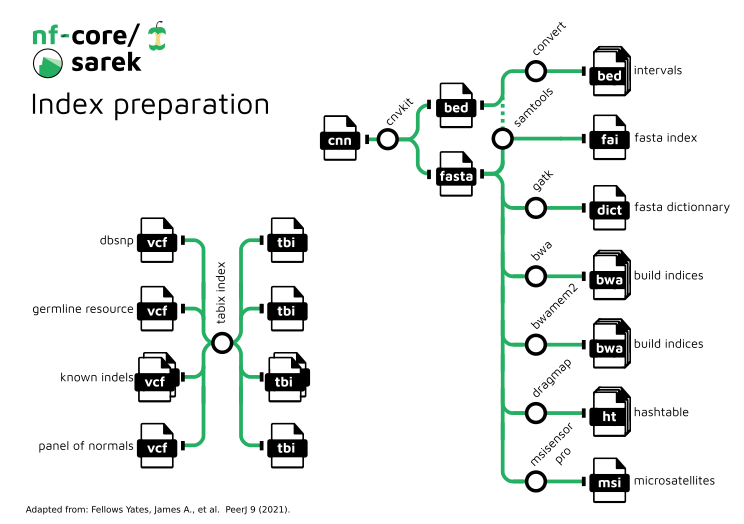 nf-core/
sarek
Index preparation
convert
bed
intervals
cnvkit
bed
samtools
cnn
fai
fasta index
fasta
gatk
dict
fasta dictionnary
dbsnp
vcf
tbi
bwa
bwa
build indices
tabix index
germline resource
vcf
tbi
bwamem2
bwa
build indices
known indels
vcf
tbi
dragmap
ht
hashtable
panel of normals
vcf
tbi
msisensor
pro
msi
microsatellites
Adapted from: Fellows Yates, James A., et al.  PeerJ 9 (2021).